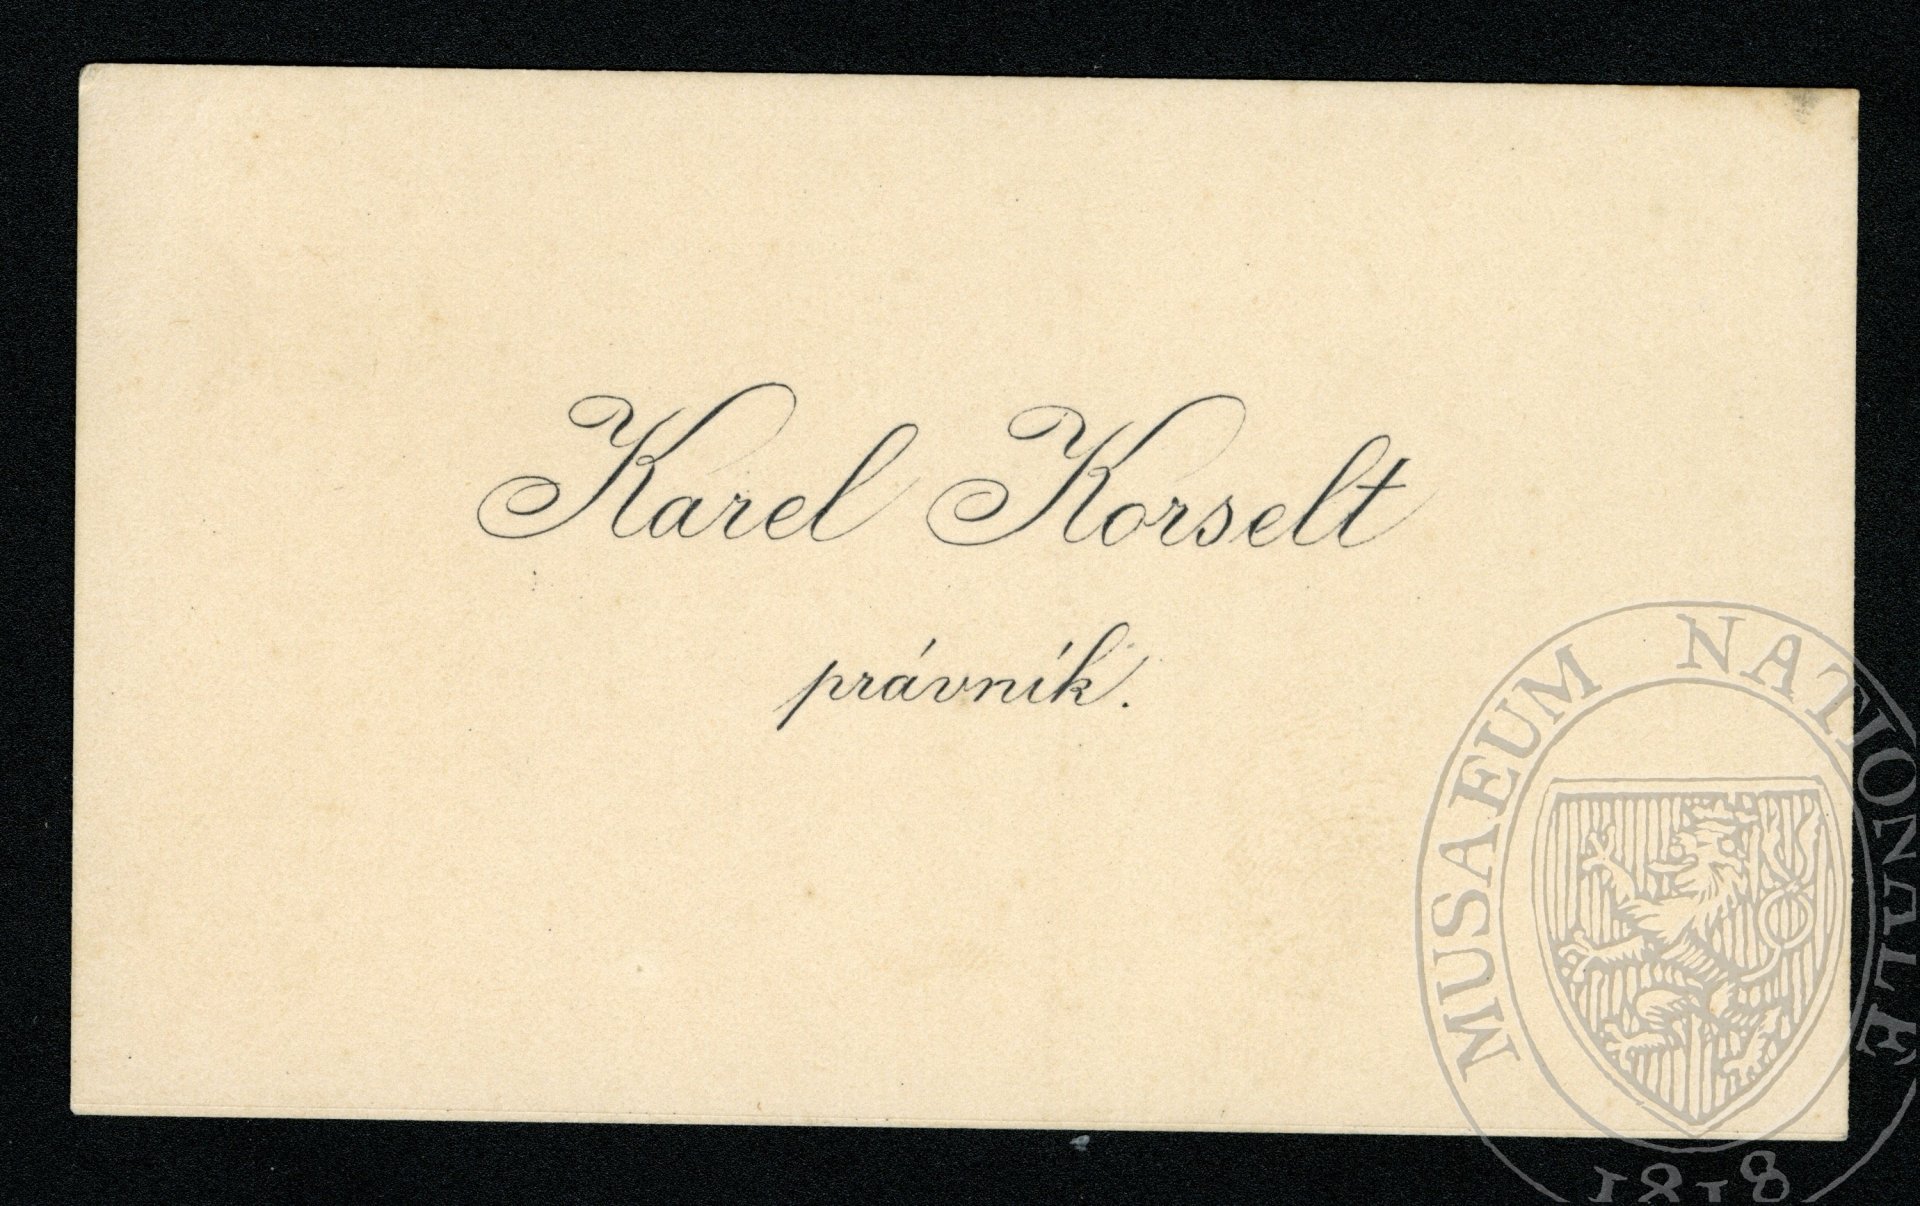 Karel Korselt
právník.
MUSAEUM NATIONALE
1818